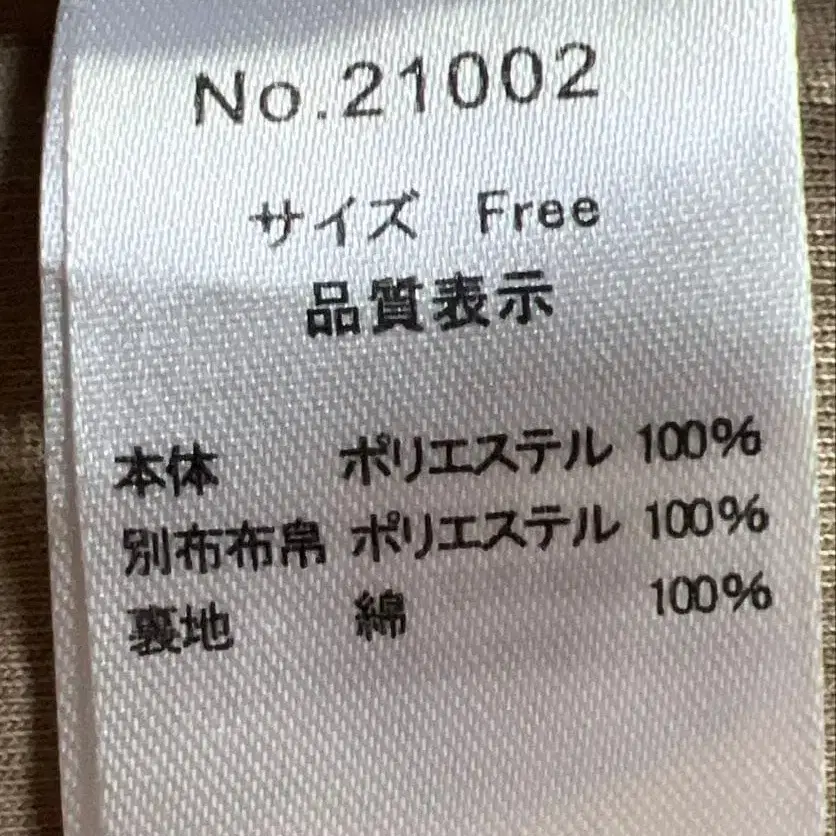 No.21002
サイズ Free
品質表示
本体 ポリエステル 100%
別布布帛 ポリエステル 100%
裏地 綿 100%